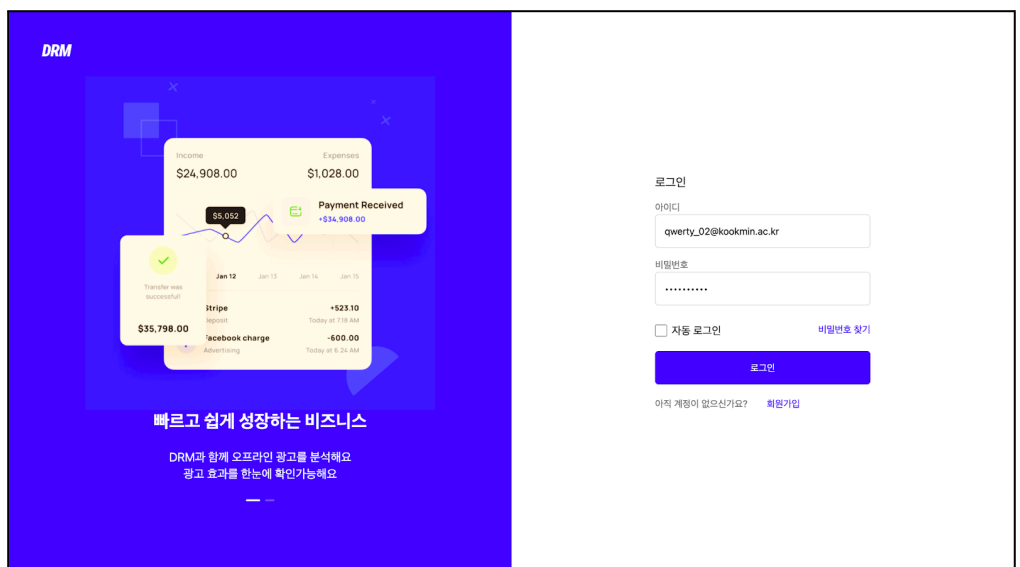 DRM
Income Expenses
$24,908.00 $1,028.00
Payment Received
+$34,908.00
$5,052
Jan 12 Jan 13 Jan 14 Jan 15
Transfer was
successful!
$35,798.00
Stripe +523.10
deposit Today at 7.18 AM
Facebook charge -600.00
Advertising Today at 6.24 AM
빠르고 쉽게 성장하는 비즈니스
DRM과 함께 오프라인 광고를 분석해요
광고 효과를 한눈에 확인가능해요
로그인
아이디
qwerty_02@kookmin.ac.kr
비밀번호
••••••••••
자동 로그인 비밀번호 찾기
로그인
아직 계정이 없으신가요? 회원가입